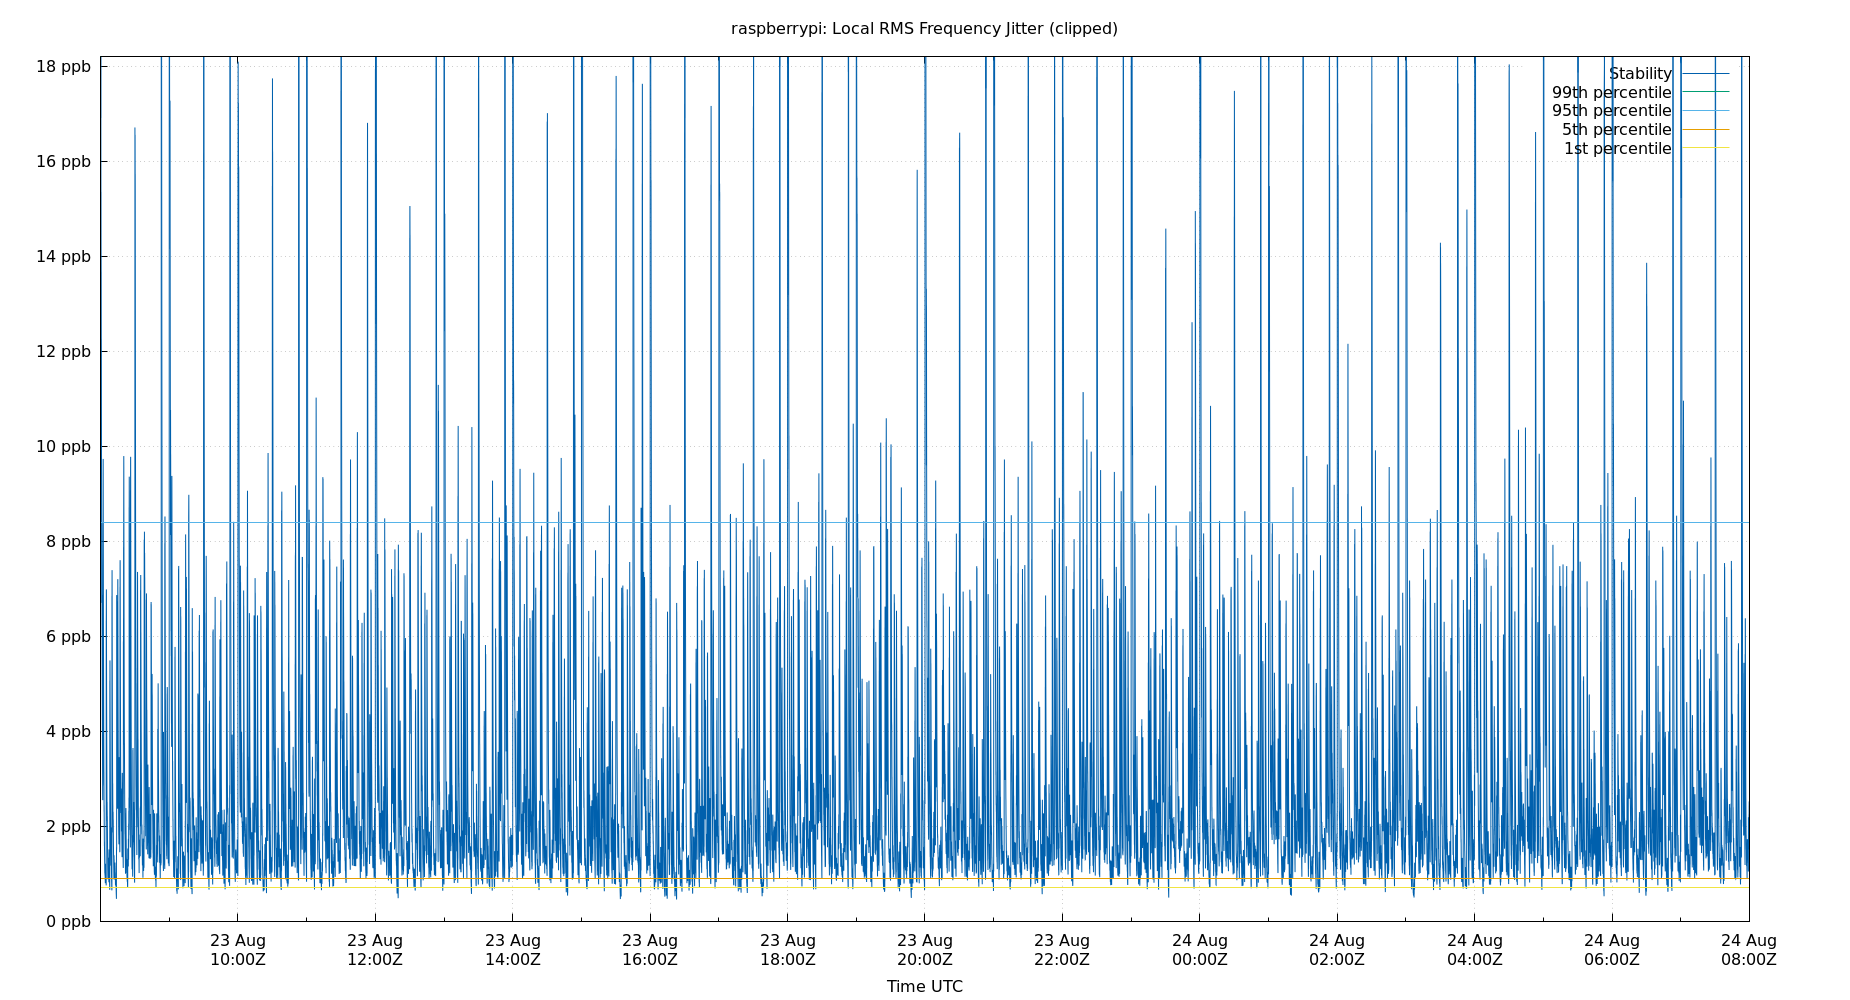 raspberrypi: Local RMS Frequency Jitter (clipped)
18 ppb
16 ppb
14 ppb
12 ppb
10 ppb
8 ppb
6 ppb
4 ppb
2 ppb
0 ppb
Stability
99th percentile
95th percentile
5th percentile
1st percentile
23 Aug 23 Aug 23 Aug 23 Aug 23 Aug 23 Aug 23 Aug 24 Aug 24 Aug 24 Aug 24 Aug 24 Aug
10:00Z 12:00Z 14:00Z 16:00Z 18:00Z 20:00Z 22:00Z 00:00Z 02:00Z 04:00Z 06:00Z 08:00Z
Time UTC